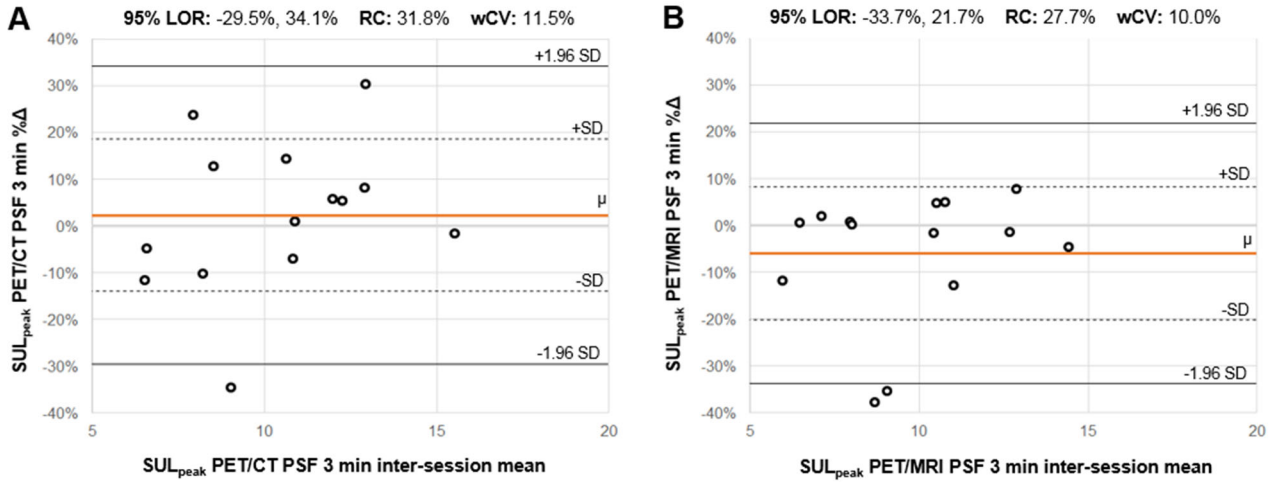 A
95% LOR: -29.5%, 34.1% RC: 31.8% wCV: 11.5%
40%
30%
20%
10%
0%
-10%
-20%
-30%
-40%
+1.96 SD
+SD
μ
-SD
-1.96 SD
5 10 15 20
SULpeak PET/CT PSF 3 min %Δ
SULpeak PET/CT PSF 3 min inter-session mean
B
95% LOR: -33.7%, 21.7% RC: 27.7% wCV: 10.0%
40%
30%
20%
10%
0%
-10%
-20%
-30%
-40%
+1.96 SD
+SD
μ
-SD
-1.96 SD
5 10 15 20
SULpeak PET/MRI PSF 3 min %Δ
SULpeak PET/MRI PSF 3 min inter-session mean